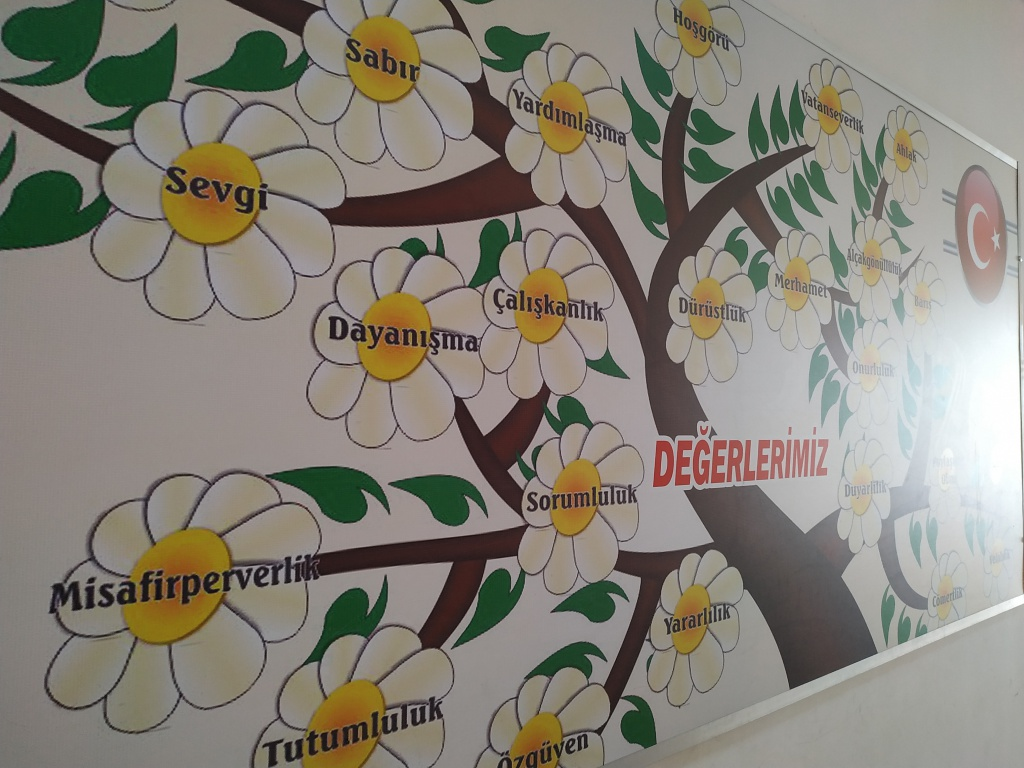 Hoşgörü
Sabır
Yardımlaşma
Vatanseverlik
Ahlak
Sevgi
Dayanışma
Çalışkanlık
Dürüstlük
Merhamet
Alçakgönüllülük
Barış
Onurluluk
DEĞERLERİMİZ
Sorumluluk
Duyarlılık
Misafirperverlik
Yararlılık
Cömertlik
Tutumluluk
Özgüven